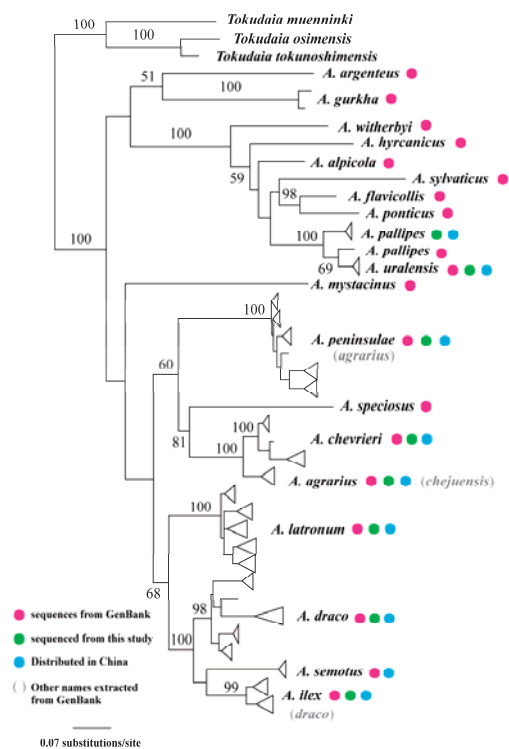 Tokudaia muenninki
100
100
Tokudaia osimensis
Tokudaia tokunoshimensis
51
A. argenteus
100
A. gurkha
A. witherbyi
100
A. hyrcanicus
A. alpicola
59
A. sylvaticus
98
A. flavicollis
A. ponticus
100
A. pallipes
100
A. pallipes
69
A. uralensis
A. mystacinus
100
A. peninsulae
(agrarius)
60
A. speciosus
81
100
A. chevrieri
100
A. agrarius
(chejuensis)
100
A. latronum
68
98
A. draco
100
A. semotus
99
A. ilex
(draco)
sequences from GenBank
sequenced from this study
Distributed in China
( ) Other names extracted
from GenBank
0.07 substitutions/site